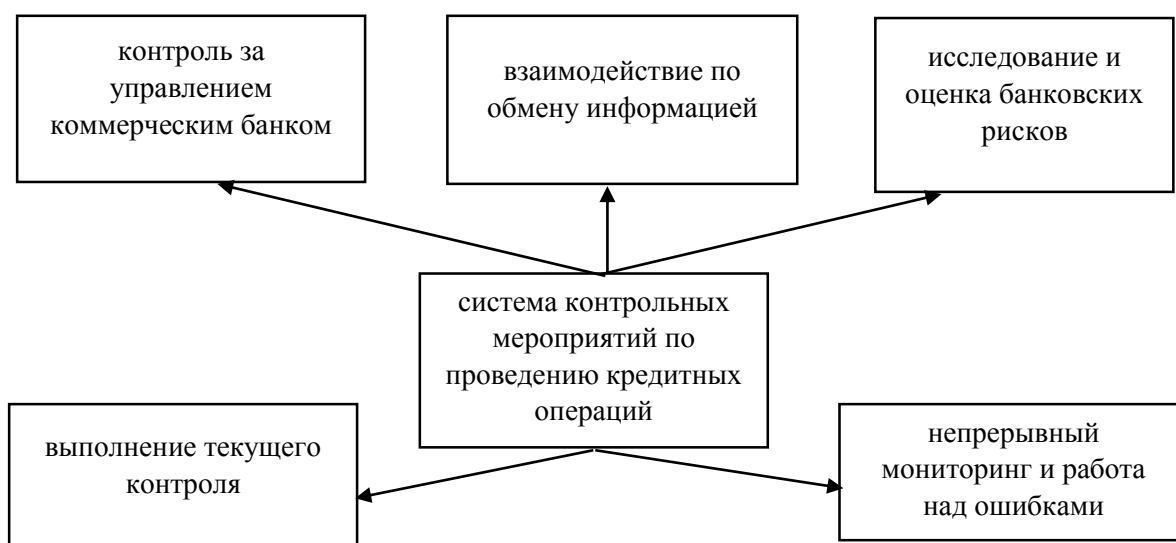 контроль за
управлением
коммерческим банком
взаимодействие по
обмену информацией
исследование и
оценка банковских
рисков
система контрольных
мероприятий по
проведению кредитных
операций
выполнение текущего
контроля
непрерывный
мониторинг и работа
над ошибками